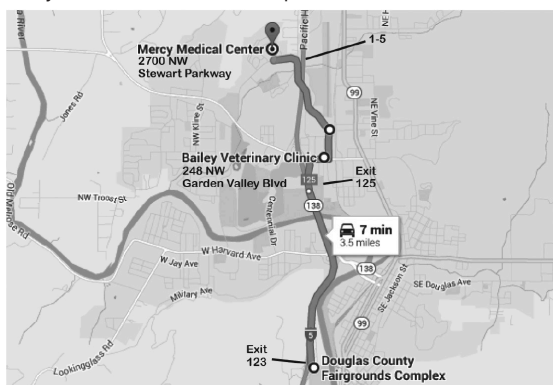 Pacific H
1-5
Mercy Medical Center
2700 NW
Stewart Parkway
Jones Rd
NW Kline St
99
NE Vine St
Bailey Veterinary Clinic
248 NW
Garden Valley Blvd
125
Exit
125
NW Troost St
Centennial Dr
138
7 min
3.5 miles
Old Melrose Rd
W Harvard Ave
W Jay Ave
138
SE Jackson St
SE Douglas Ave
Military Ave
99
5
Lookingglass Rd
Exit
123
Douglas County
Fairgrounds Complex